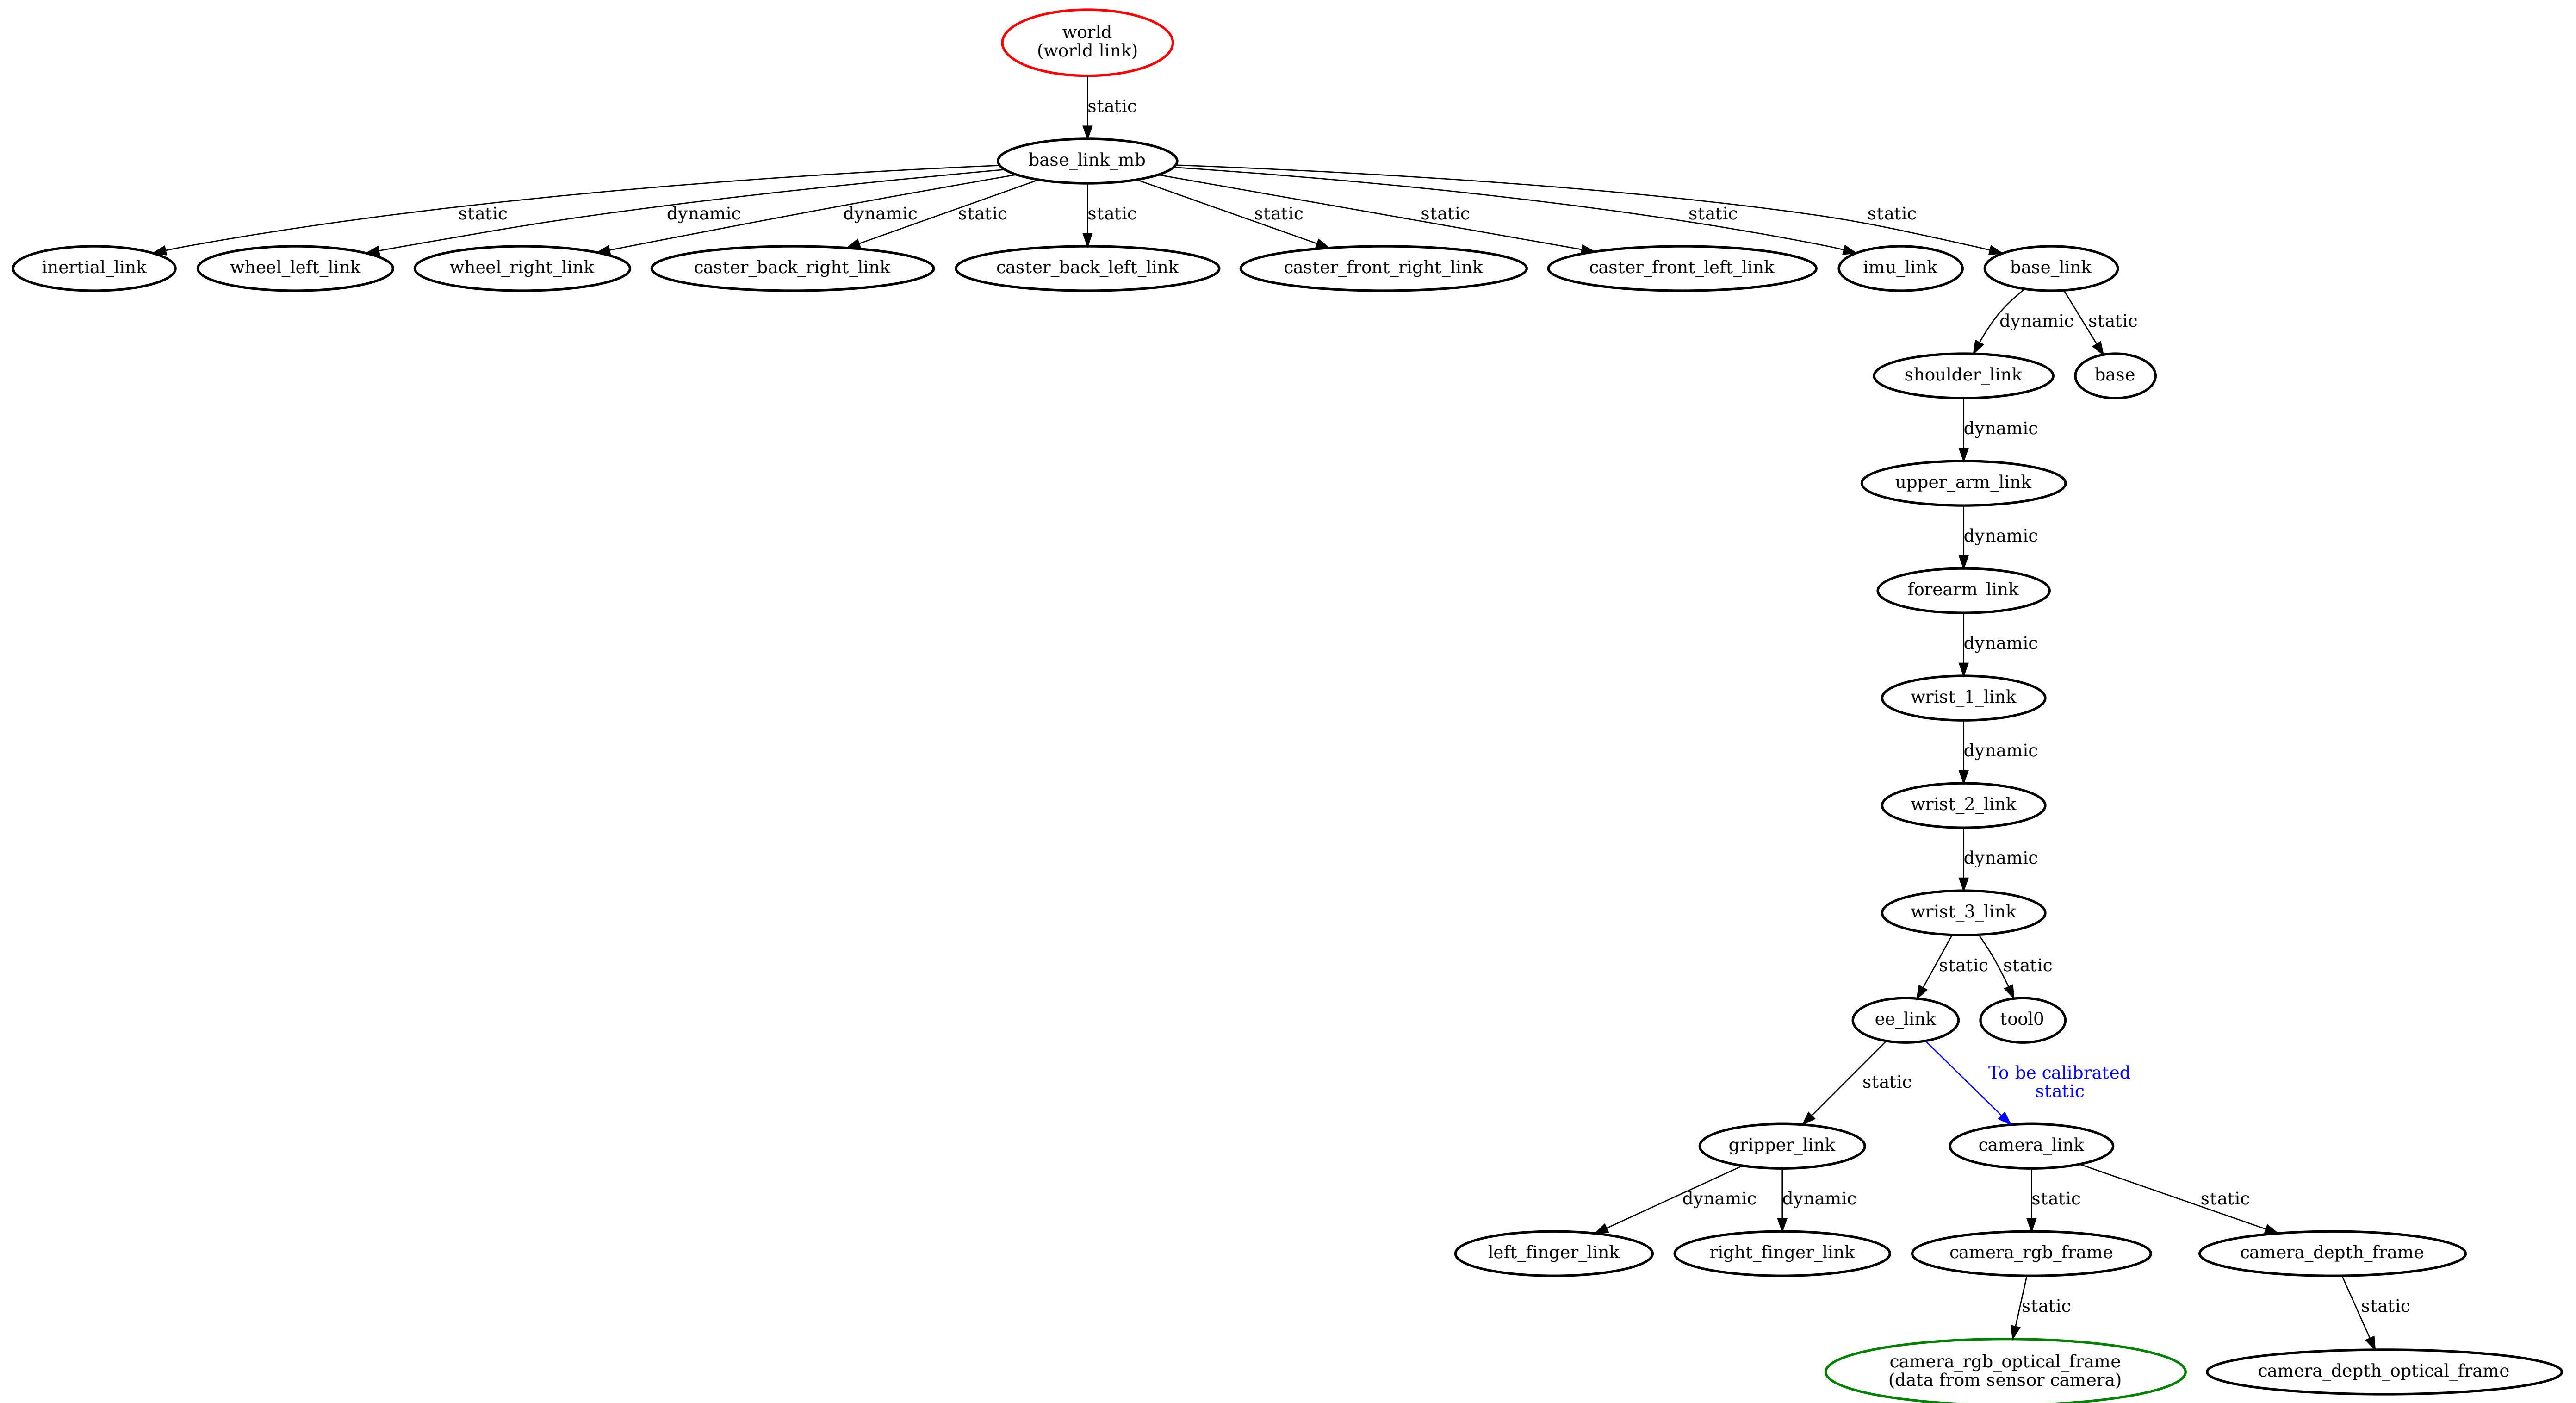 world
(world link)
static
base_link_mb
static
dynamic
dynamic
static
static
static
static
static
static
inertial_link
wheel_left_link
wheel_right_link
caster_back_right_link
caster_back_left_link
caster_front_right_link
caster_front_left_link
imu_link
base_link
dynamic
static
shoulder_link
base
dynamic
upper_arm_link
dynamic
forearm_link
dynamic
wrist_1_link
dynamic
wrist_2_link
dynamic
wrist_3_link
static
static
ee_link
tool0
static
To be calibrated
static
gripper_link
camera_link
dynamic
dynamic
static
static
left_finger_link
right_finger_link
camera_rgb_frame
camera_depth_frame
static
static
camera_rgb_optical_frame
(data from sensor camera)
camera_depth_optical_frame